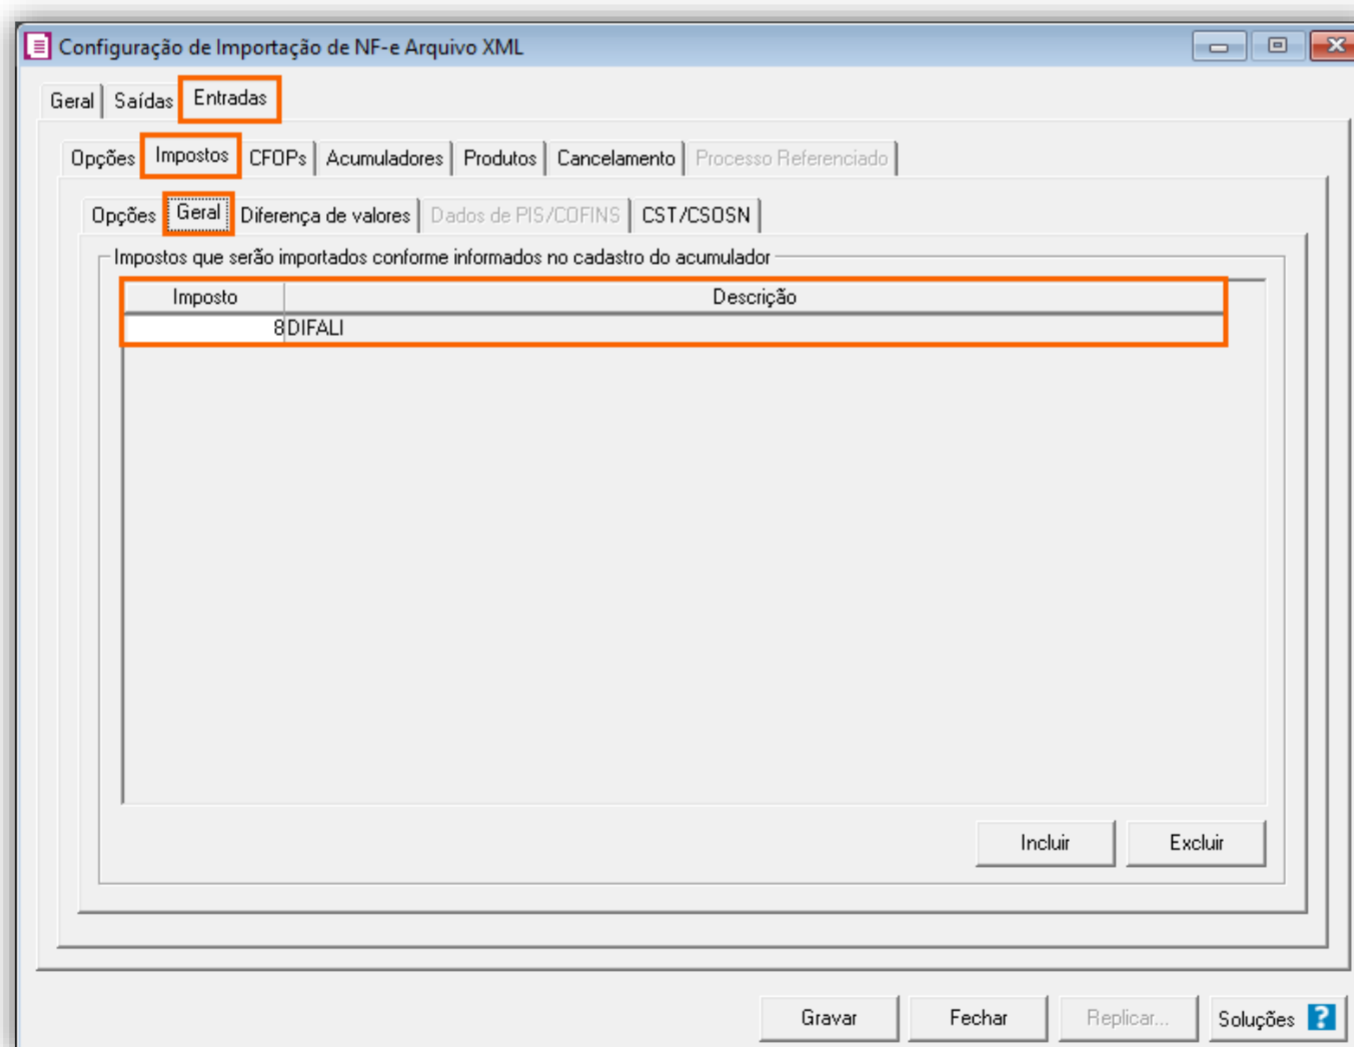 Configuração de Importação de NF-e Arquivo XML
Geral Saídas Entradas
Opções Impostos CFOPs Acumuladores Produtos Cancelamento Processo Referenciado
Opções Geral Diferença de valores Dados de PIS/COFINS CST/CSOSN
Impostos que serão importados conforme informados no cadastro do acumulador
Imposto Descrição
8 DIFALI
Incluir Excluir
Gravar Fechar Replicar... Soluções ?